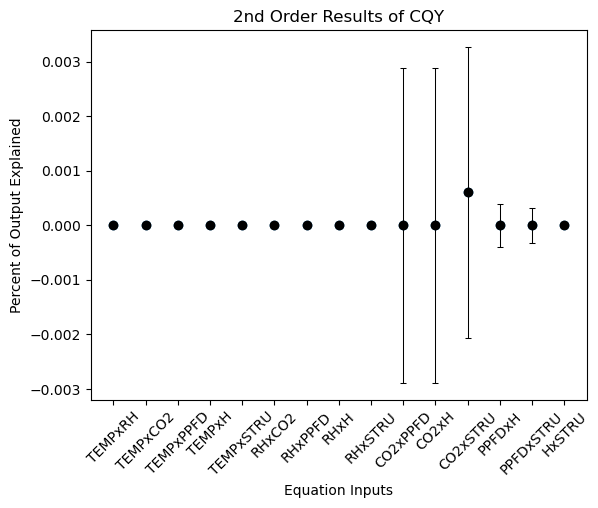 2nd Order Results of CQY
Percent of Output Explained
0.003
0.002
0.001
0.000
−0.001
−0.002
−0.003
TEMPxRH
TEMPxCO2
TEMPxPPFD
TEMPxH
TEMPxSTRU
RHxCO2
RHxPPFD
RHxH
RHxSTRU
CO2xPPFD
CO2xH
CO2xSTRU
PPFDxH
PPFDxSTRU
HxSTRU
Equation Inputs